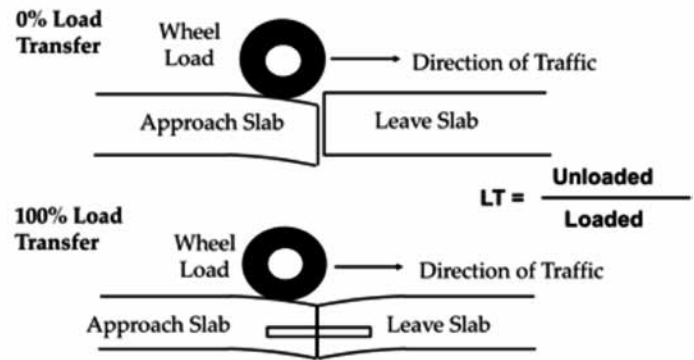 0% Load
Transfer
Wheel
Load
Direction of Traffic
Approach Slab
Leave Slab
LT = Unloaded
Loaded
100% Load
Transfer
Wheel
Load
Direction of Traffic
Approach Slab
Leave Slab